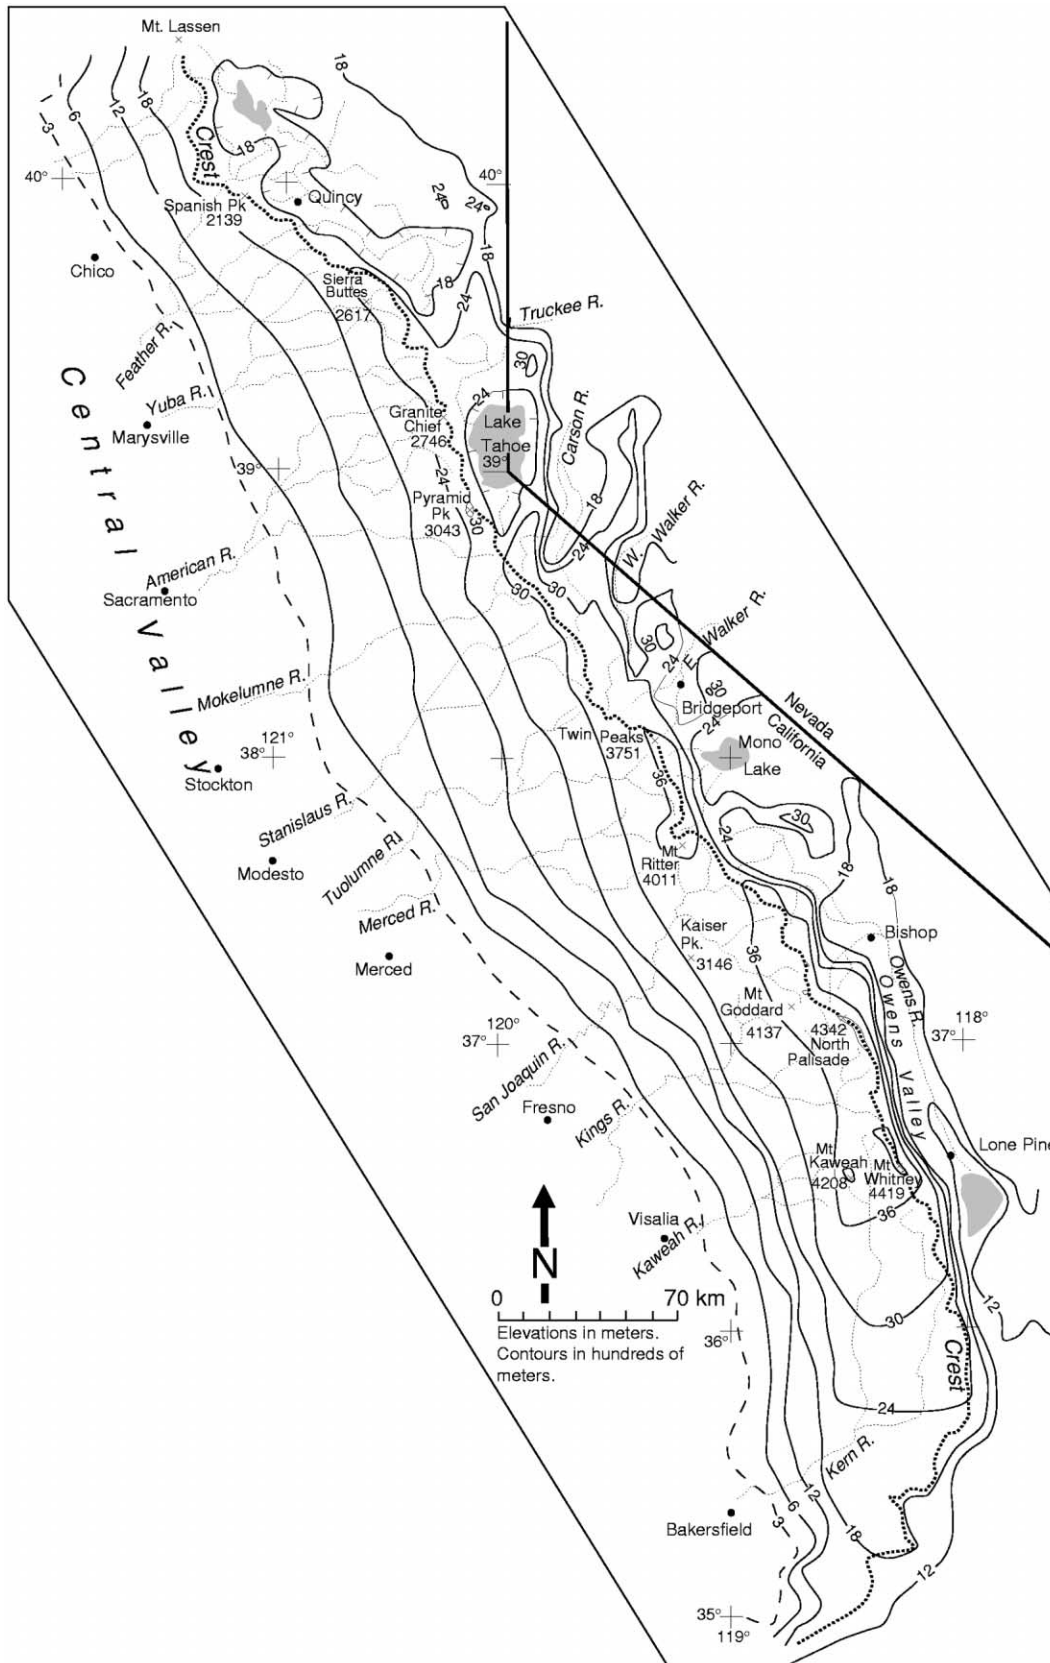 Mt. Lassen
18
18
12
6
3
Crest
18
40°
40°
Spanish Pk
2139
Quincy
24
24
18
Chico
Sierra
Buttes
2617
18
24
Truckee R.
Feather R.
30
Central Valley
Yuba R.
Marysville
Granite
Chief
2746
24
Lake
Tahoe
39°
Carson R.
39°
24
Pyramid
Pk
3043
30
18
24
W. Walker R.
American R.
Sacramento
30
30
30
24
E. Walker R.
Mokelumne R.
30
Bridgeport
24
Nevada
California
121°
38°
Stockton
Twin Peaks
3751
Mono
Lake
36
Stanislaus R.
Modesto
Tuolumne R.
Mt
Ritter
4011
24
30
18
18
Merced R.
Merced
Kaiser
Pk.
3146
36
Bishop
Owens R.
Owens Valley
Mt
Goddard
4137
4342
North
Palisade
120°
37°
118°
37°
San Joaquin R.
Fresno
Kings R.
Lone Pine
Mt
Kaweah
4208
Mt
Whitney
4419
36
Visalia
Kaweah R.
N
0 70 km
Elevations in meters.
Contours in hundreds of
meters.
36°
30
12
Crest
24
Kern R.
12
6
3
Bakersfield
18
12
35°
119°